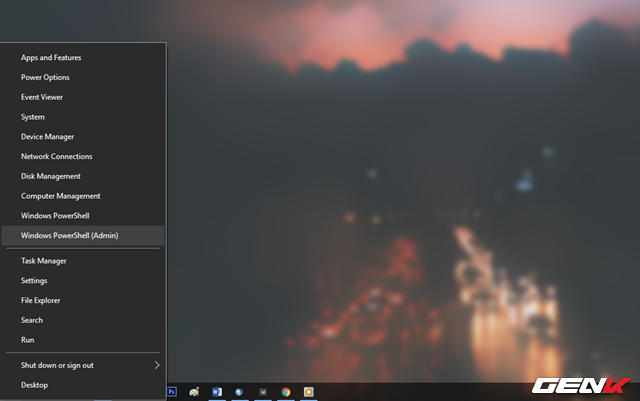 Apps and Features
Power Options
Event Viewer
System
Device Manager
Network Connections
Disk Management
Computer Management
Windows PowerShell
Windows PowerShell (Admin)
Task Manager
Settings
File Explorer
Search
Run
Shut down or sign out
Desktop
Ps
W
M
GENK